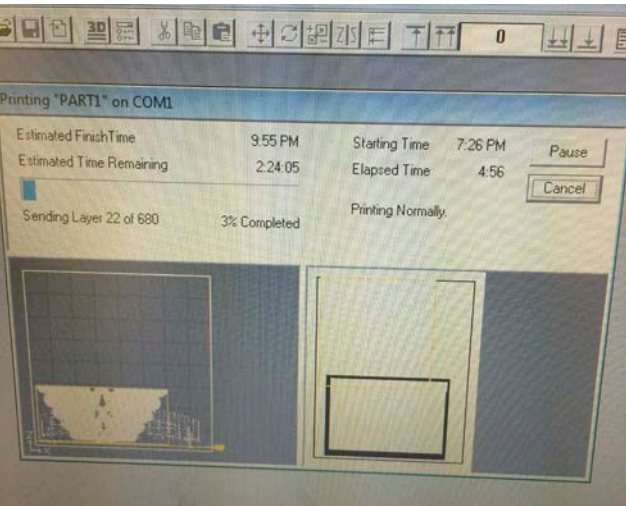 3D
0
Printing "PART1" on COM1
Estimated FinishTime 9:55 PM
Estimated Time Remaining 2:24:05
Sending Layer 22 of 680 3% Completed
Starting Time 7:26 PM
Elapsed Time 4:56
Printing Normally.
Pause
Cancel